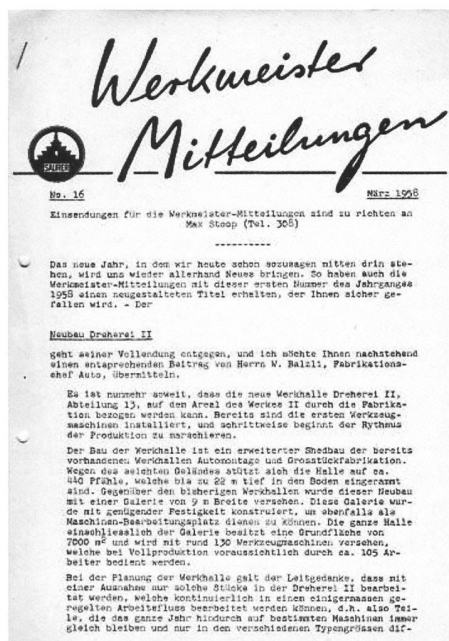 Werkmeister
Mitteilungen
SAURER
No. 16 März 1958
Einsendungen für die Werkmeister-Mitteilungen sind zu richten an
Max Stoop (Tel. 308)
----------
Das neue Jahr, in dem wir heute schon sozusagen mitten drin ste-
hen, wird uns wieder allerhand Neues bringen. So haben auch die
Werkmeister-Mitteilungen mit dieser ersten Nummer des Jahrganges
1958 einen neugestalteten Titel erhalten, der Ihnen sicher ge-
fallen wird. - Der
Neubau Dreherei II
geht seiner Vollendung entgegen, und ich möchte Ihnen nachstehend
einen entsprechenden Beitrag von Herrn W. Balzli, Fabrikations-
chef Auto, übermitteln.
Es ist nunmehr soweit, dass die neue Werkhalle Dreherei II,
Abteilung 13, auf dem Areal des Werkes II durch die Fabrika-
tion bezogen werden kann. Bereits sind die ersten Werkzeug-
maschinen installiert, und schrittweise beginnt der Rythmus
der Produktion zu marschieren.
Der Bau der Werkhalle ist ein erweiterter Shedbau der bereits
vorhandenen Werkhallen Automontage und Grosstückfabrikation.
Wegen des seichten Geländes stützt sich die Halle auf ca.
440 Pfähle, welche bis zu 22 m tief in den Boden eingerammt
sind. Gegenüber den bisherigen Werkhallen wurde dieser Neubau
mit einer Galerie von 9 m Breite versehen. Diese Galerie wur-
de mit genügender Festigkeit konstruiert, um ebenfalls als
Maschinen-Bearbeitungsplatz dienen zu können. Die ganze Halle
einschliesslich der Galerie besitzt eine Grundfläche von
7000 m² und wird mit rund 130 Werkzeugmaschinen versehen,
welche bei Vollproduktion voraussichtlich durch ca. 105 Ar-
beiter bedient werden.
Bei der Planung der Werkhalle galt der Leitgedanke, dass mit
einer Ausnahme nur solche Stücke in der Dreherei II bearbei-
tet werden, welche kontinuierlich in einen einigermassen ge-
regelten Arbeitsfluss bearbeitet werden können, d.h. also Tei-
le, die das ganze Jahr hindurch auf bestimmten Maschinen immer
gleich bleiben und nur in den verschiedenen Typengrössen dif-